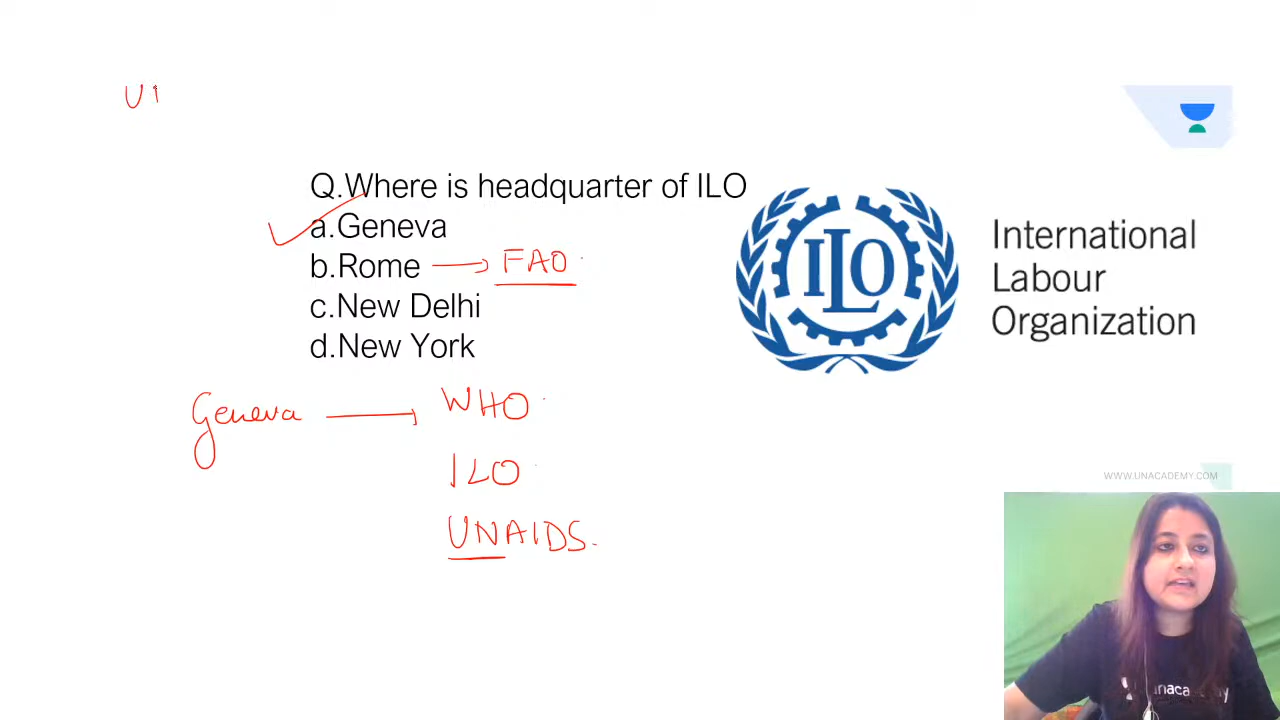 Q.Where is headquarter of ILO
a.Geneva
b.Rome → FAO
c.New Delhi
d.New York
Geneva → WHO
ILO
UNAIDS.
ILO
International
Labour
Organization
WWW.UNACADEMY.COM
unacademy